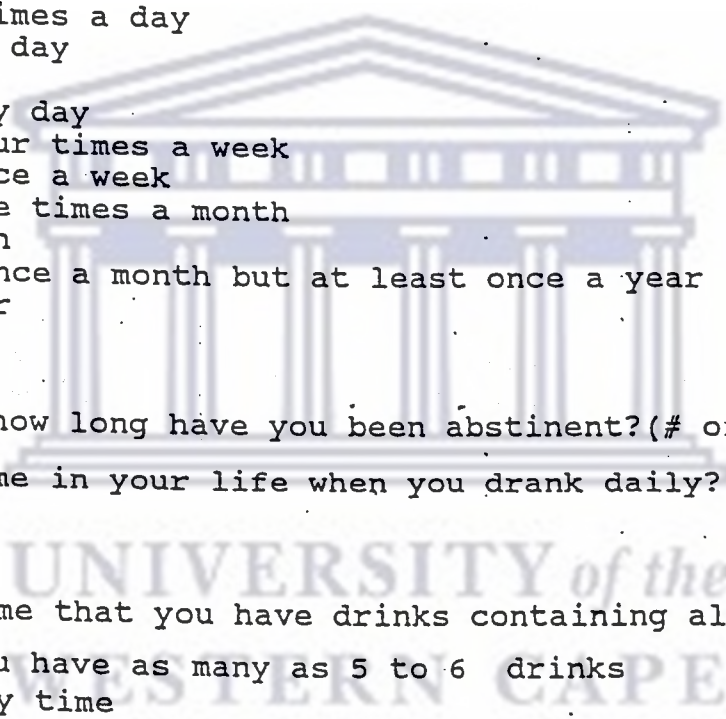 imes a day
day
y day
ur times a week
ce a week
e times a month
n
nce a month but at least once a year
r
how long have you been abstinent?(# o
me in your life when you drank daily?
UNIVERSITY of the
me that you have drinks containing al
u have as many as 5 to 6 drinks
WESTERN CAPE
y time